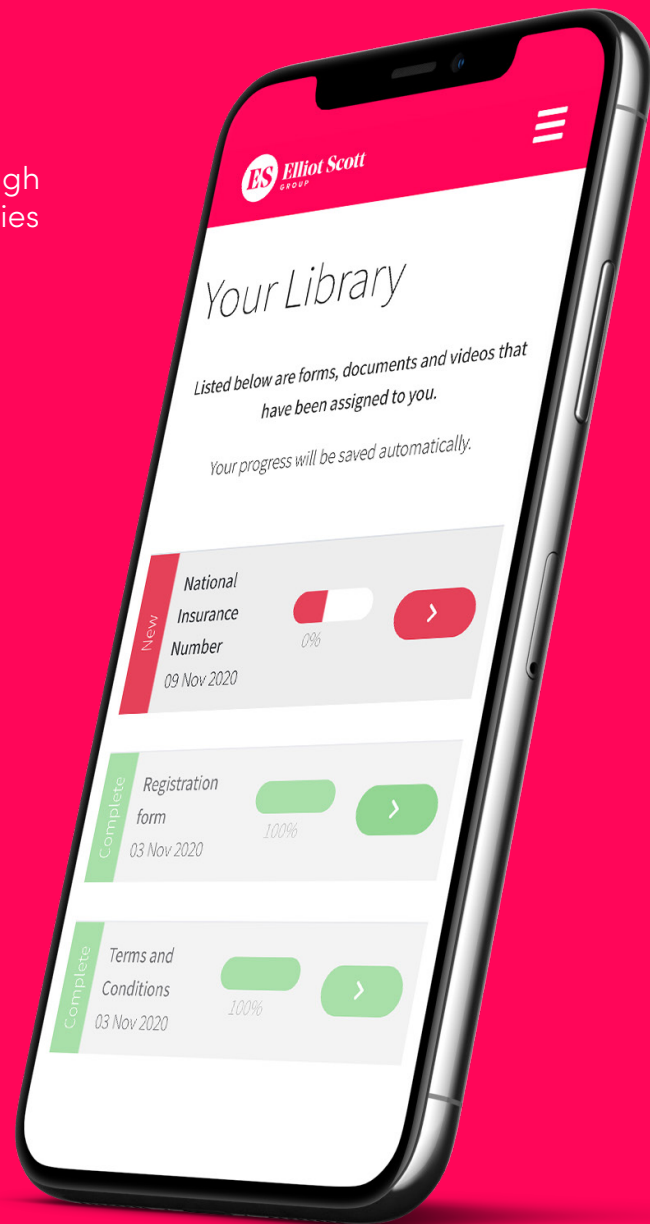 gh
ies
ES Elliot Scott
GROUP
Your Library
Listed below are forms, documents and videos that
have been assigned to you.
Your progress will be saved automatically.
New
National
Insurance
Number
09 Nov 2020
0%
Complete
Registration
form
03 Nov 2020
100%
Complete
Terms and
Conditions
03 Nov 2020
100%